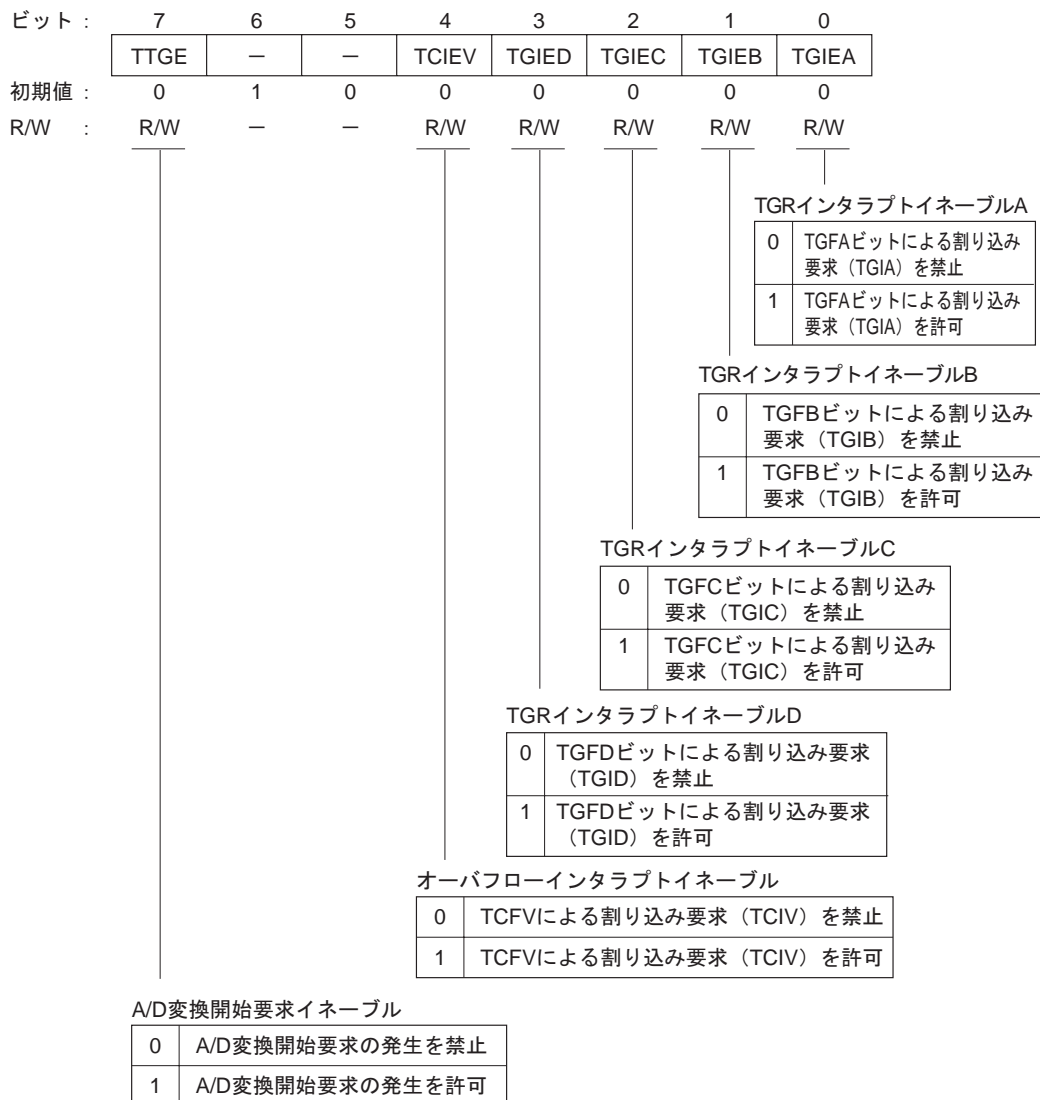 ビット : 7 6 5 4 3 2 1 0
TTGE － － TCIEV TGIED TGIEC TGIEB TGIEA
初期値 : 0 1 0 0 0 0 0 0
R/W : R/W － － R/W R/W R/W R/W R/W
TGRインタラプトイネーブルA
0 TGFAビットによる割り込み
要求（TGIA）を禁止
1 TGFAビットによる割り込み
要求（TGIA）を許可
TGRインタラプトイネーブルB
0 TGFBビットによる割り込み
要求（TGIB）を禁止
1 TGFBビットによる割り込み
要求（TGIB）を許可
TGRインタラプトイネーブルC
0 TGFCビットによる割り込み
要求（TGIC）を禁止
1 TGFCビットによる割り込み
要求（TGIC）を許可
TGRインタラプトイネーブルD
0 TGFDビットによる割り込み要求
（TGID）を禁止
1 TGFDビットによる割り込み要求
（TGID）を許可
オーバフローインタラプトイネーブル
0 TCFVによる割り込み要求（TCIV）を禁止
1 TCFVによる割り込み要求（TCIV）を許可
A/D変換開始要求イネーブル
0 A/D変換開始要求の発生を禁止
1 A/D変換開始要求の発生を許可